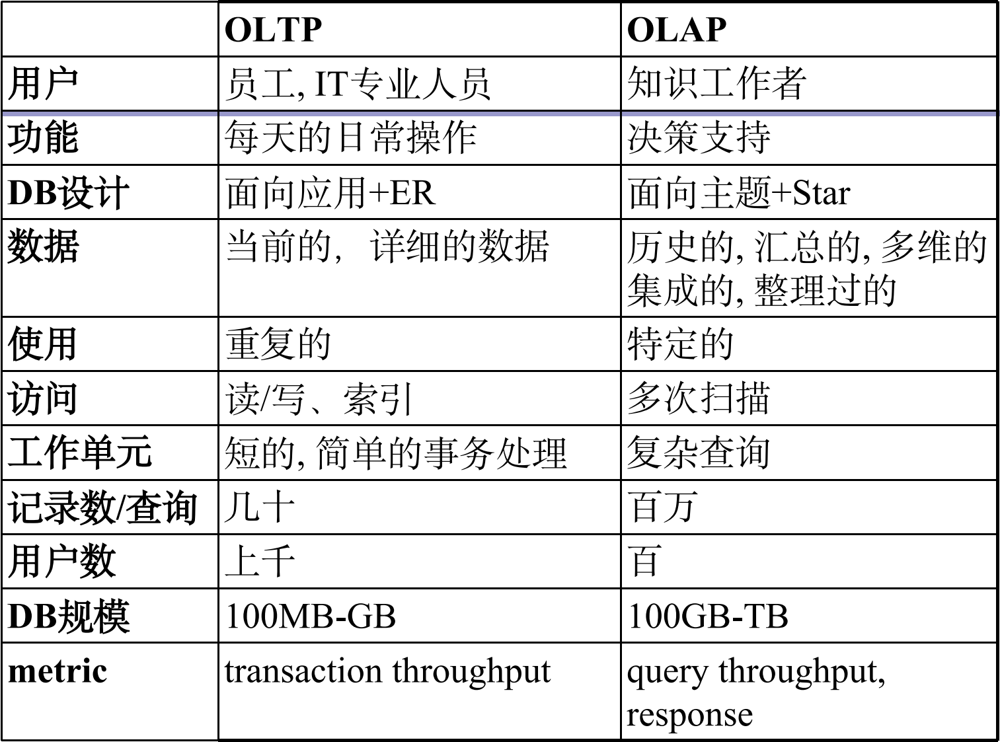 OLTP OLAP
用户 员工, IT专业人员 知识工作者
功能 每天的日常操作 决策支持
DB设计 面向应用+ER 面向主题+Star
数据 当前的，详细的数据 历史的, 汇总的, 多维的
集成的, 整理过的
使用 重复的 特定的
访问 读/写、索引 多次扫描
工作单元 短的, 简单的事务处理 复杂查询
记录数/查询 几十 百万
用户数 上千 百
DB规模 100MB-GB 100GB-TB
metric transaction throughput query throughput,
response